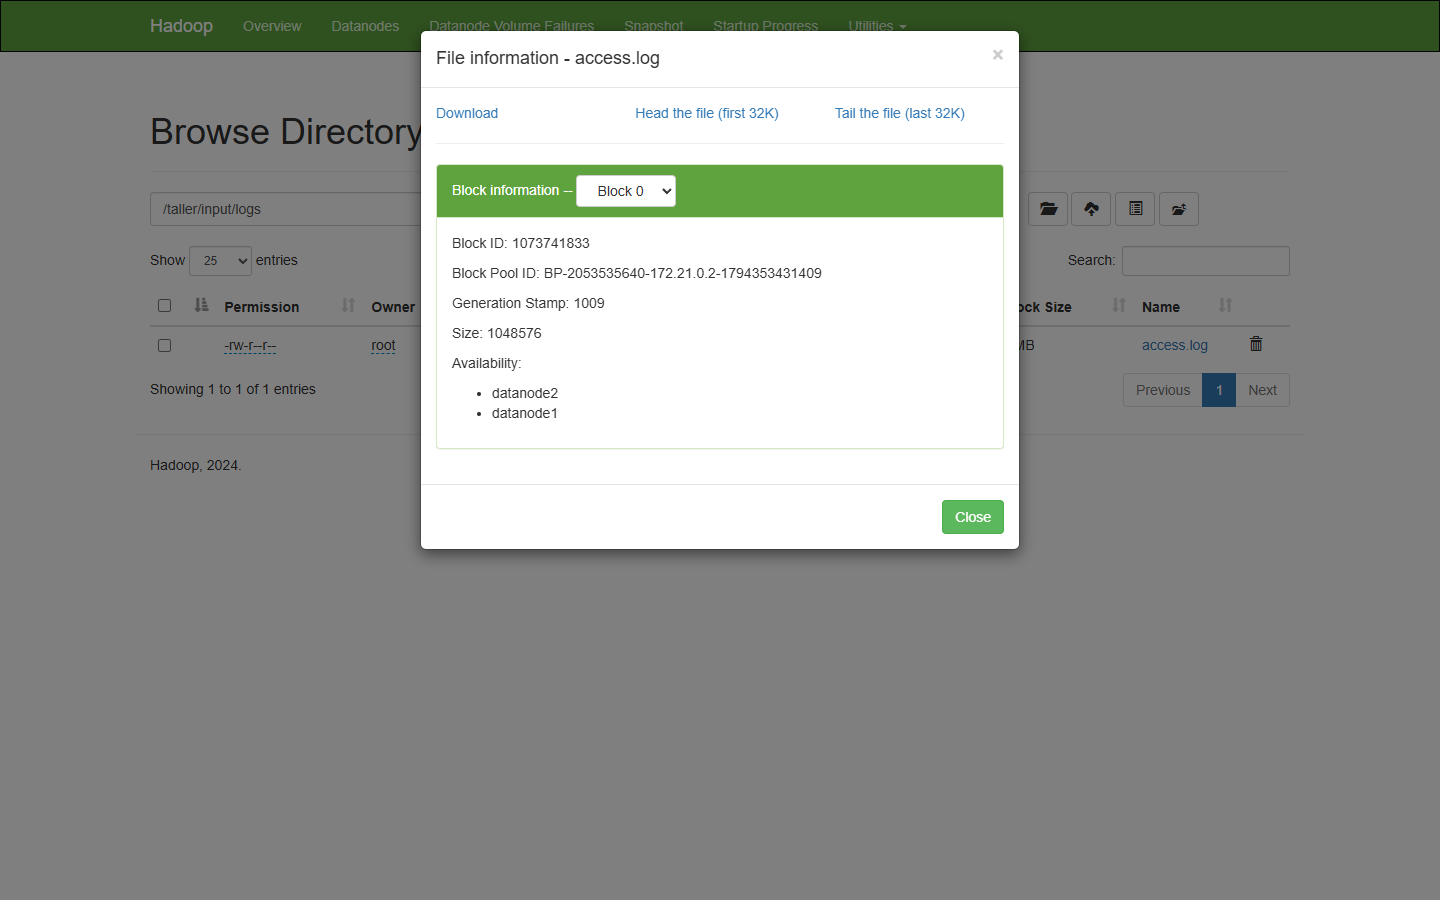 Hadoop Overview Datanodes Datanode Volume Failures Snapshot Startup Progress Utilities
File information - access.log ×
Download Head the file (first 32K) Tail the file (last 32K)
Browse Directory
Block information -- Block 0
/taller/input/logs
Block ID: 1073741833
Show 25 entries
Search:
Block Pool ID: BP-2053535640-172.21.0.2-1794353431409
Permission Owner Size Name
Generation Stamp: 1009
Size: 1048576
-rw-r--r-- root access.log
Availability:
datanode2
datanode1
Showing 1 to 1 of 1 entries
Previous 1 Next
Hadoop, 2024.
Close